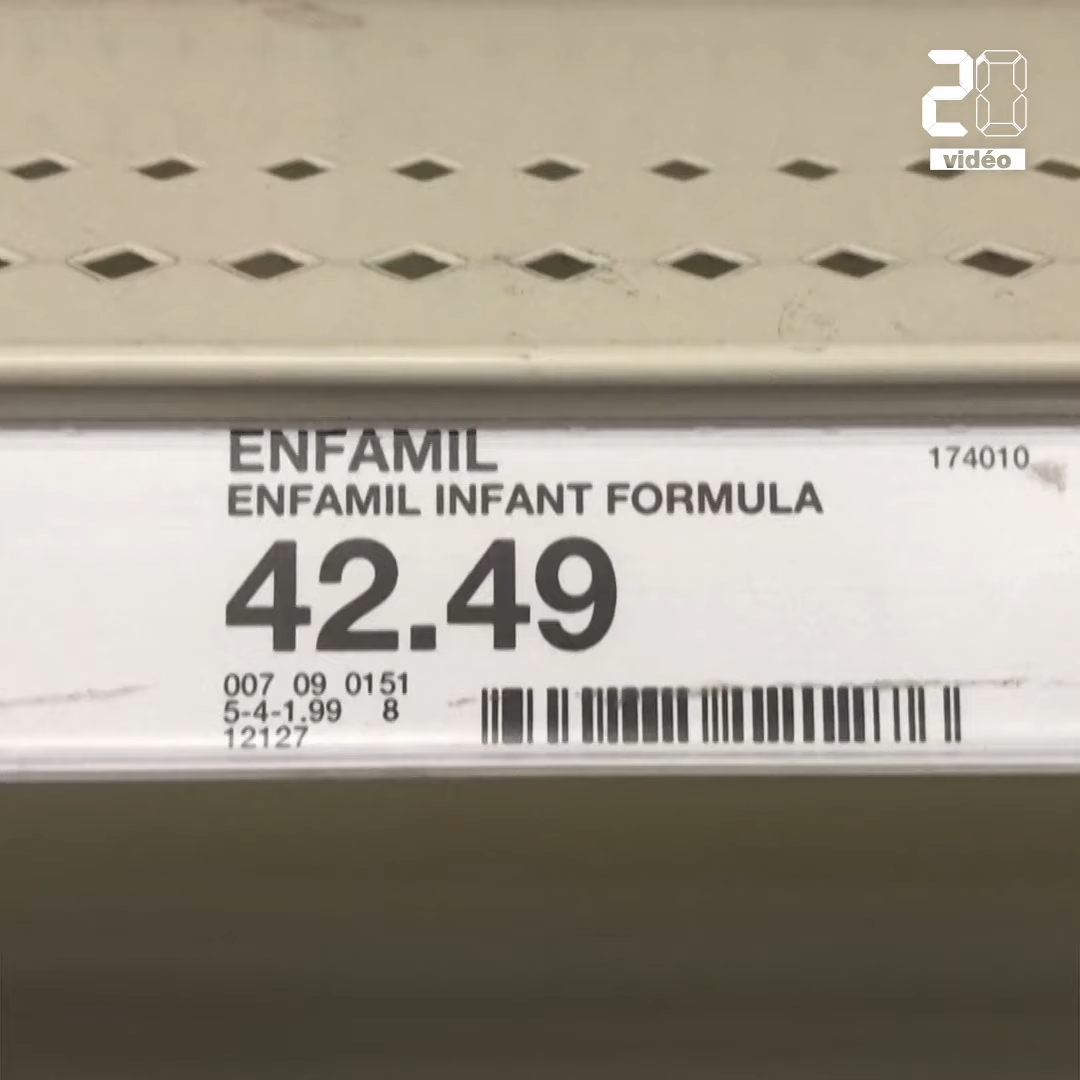 20
vidéo
ENFAMIL
174010
ENFAMIL INFANT FORMULA
42.49
007 09 0151
5-4-1.99 8
12127